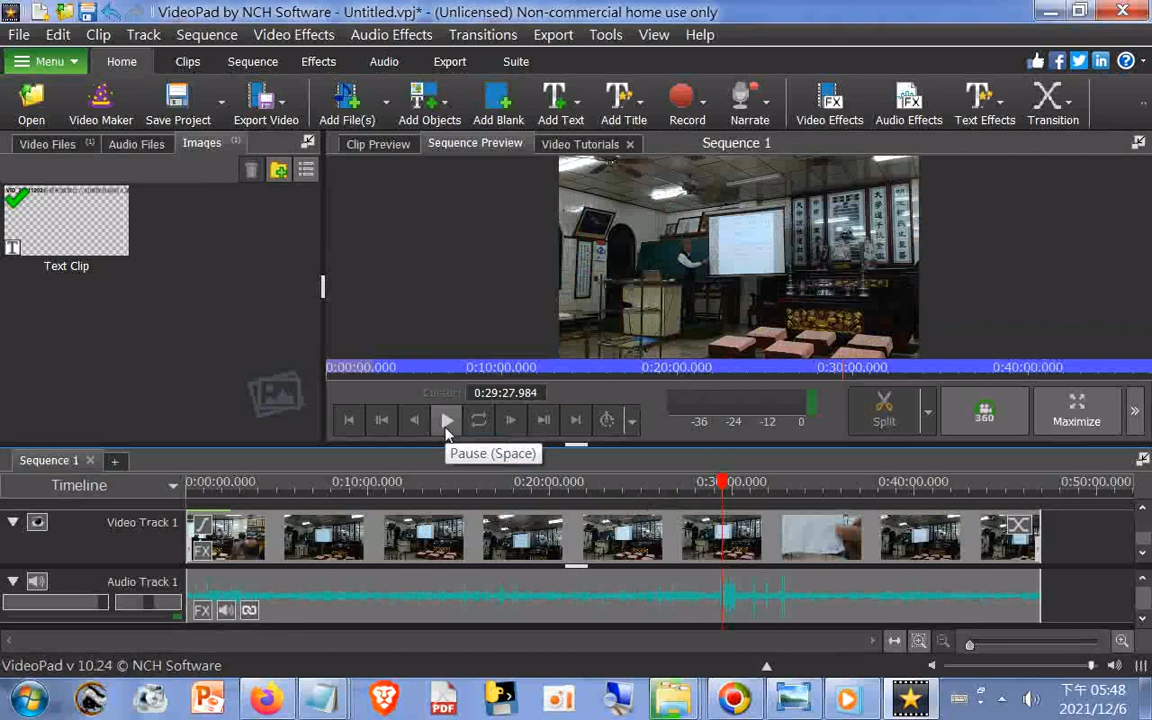 VideoPad by NCH Software - Untitled.vpj* - (Unlicensed) Non-commercial home use only
File Edit Clip Track Sequence Video Effects Audio Effects Transitions Export Tools View Help
Menu Home Clips Sequence Effects Audio Export Suite
Open Video Maker Save Project Export Video Add File(s) Add Objects Add Blank Add Text Add Title Record Narrate Video Effects Audio Effects Text Effects Transition
Video Files (1) Audio Files Images (1) Clip Preview Sequence Preview Video Tutorials Sequence 1
Text Clip
0:00:00.000 0:10:00.000 0:20:00.000 0:30:00.000 0:40:00.000
Cursor: 0:29:27.984
-36 -24 -12 0 Split 360 Maximize
Pause (Space)
Sequence 1
Timeline 0:00:00.000 0:10:00.000 0:20:00.000 0:30:00.000 0:40:00.000 0:50:00.000
Video Track 1
FX
Audio Track 1
FX
VideoPad v 10.24 © NCH Software
下午 05:48
2021/12/6